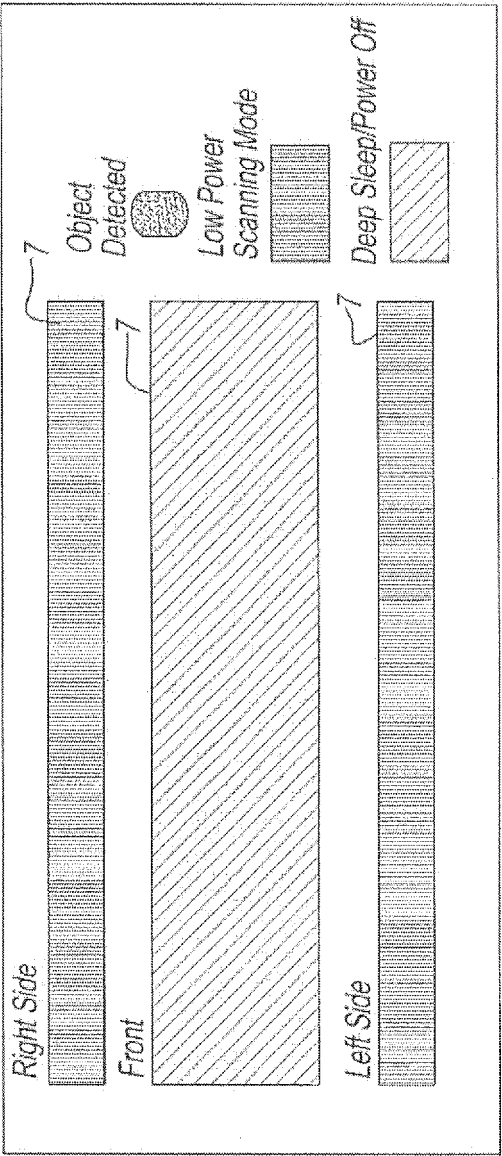 Right Side
7
Front
7
Left Side
7
Object
Detected
Low Power
Scanning Mode
Deep Sleep/Power Off